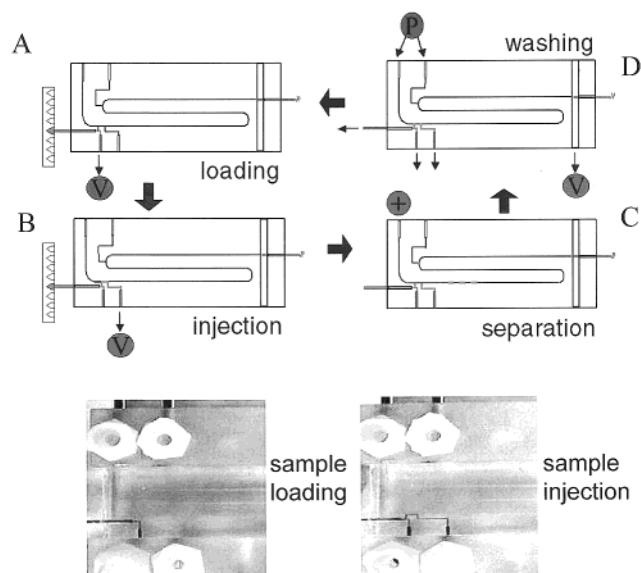 A
P
washing
D
loading
V
V
B
+
C
injection
V
separation
sample
loading
sample
injection